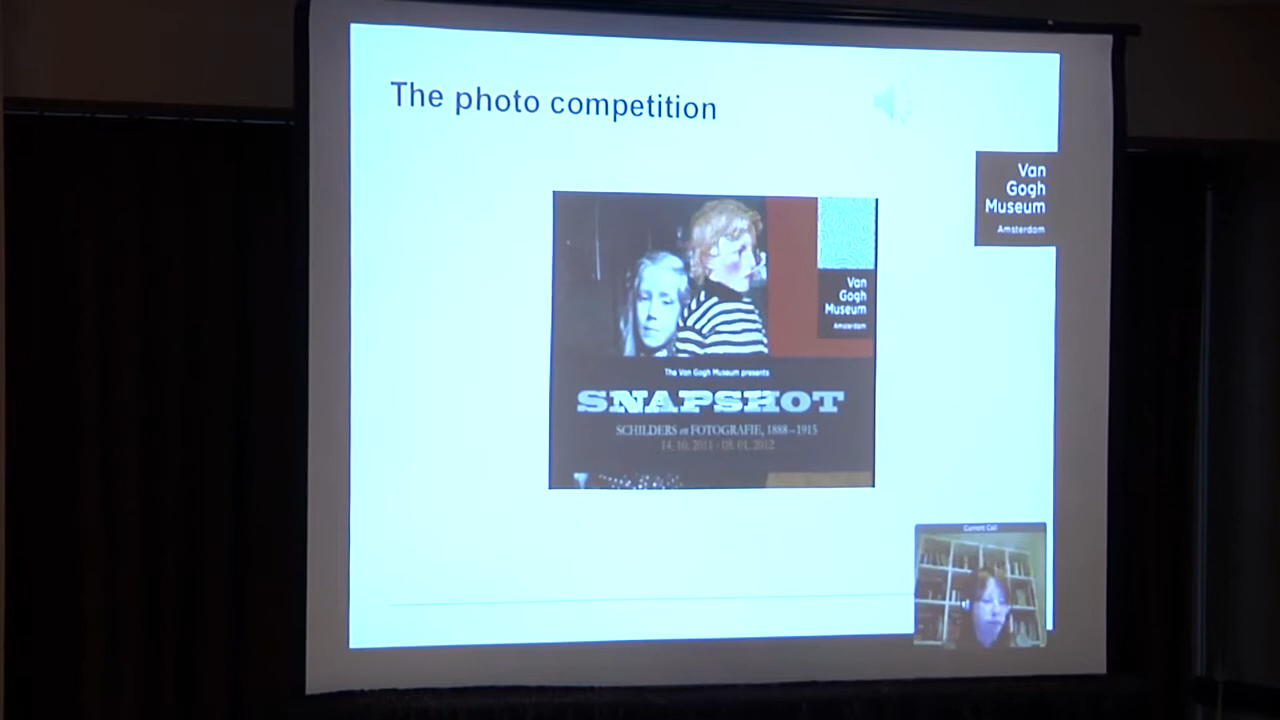 The photo competition
Van
Gogh
Museum
Amsterdam
Van
Gogh
Museum
Amsterdam
The Van Gogh Museum presents
SNAPSHOT
SCHILDERS en FOTOGRAFIE, 1888–1915
14. 10. 2011 - 08. 01. 2012
Current Call